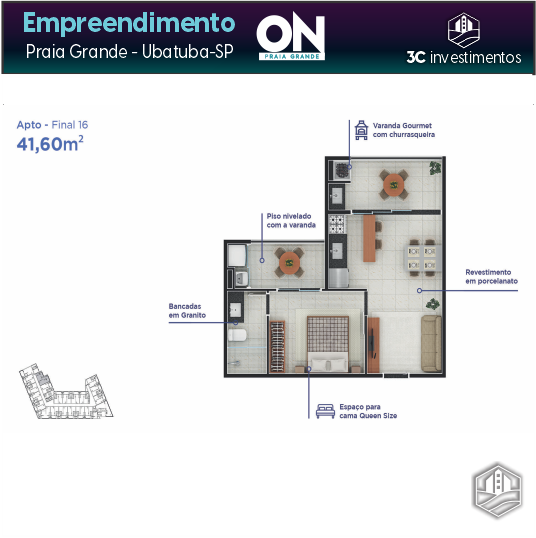 Empreendimento
Praia Grande - Ubatuba-SP
ON
PRAIA GRANDE
3C investimentos
Apto - Final 16
41,60m²
Varanda Gourmet
com churrasqueira
Piso nivelado
com a varanda
Revestimento
em porcelanato
Bancadas
em Granito
Espaço para
cama Queen Size